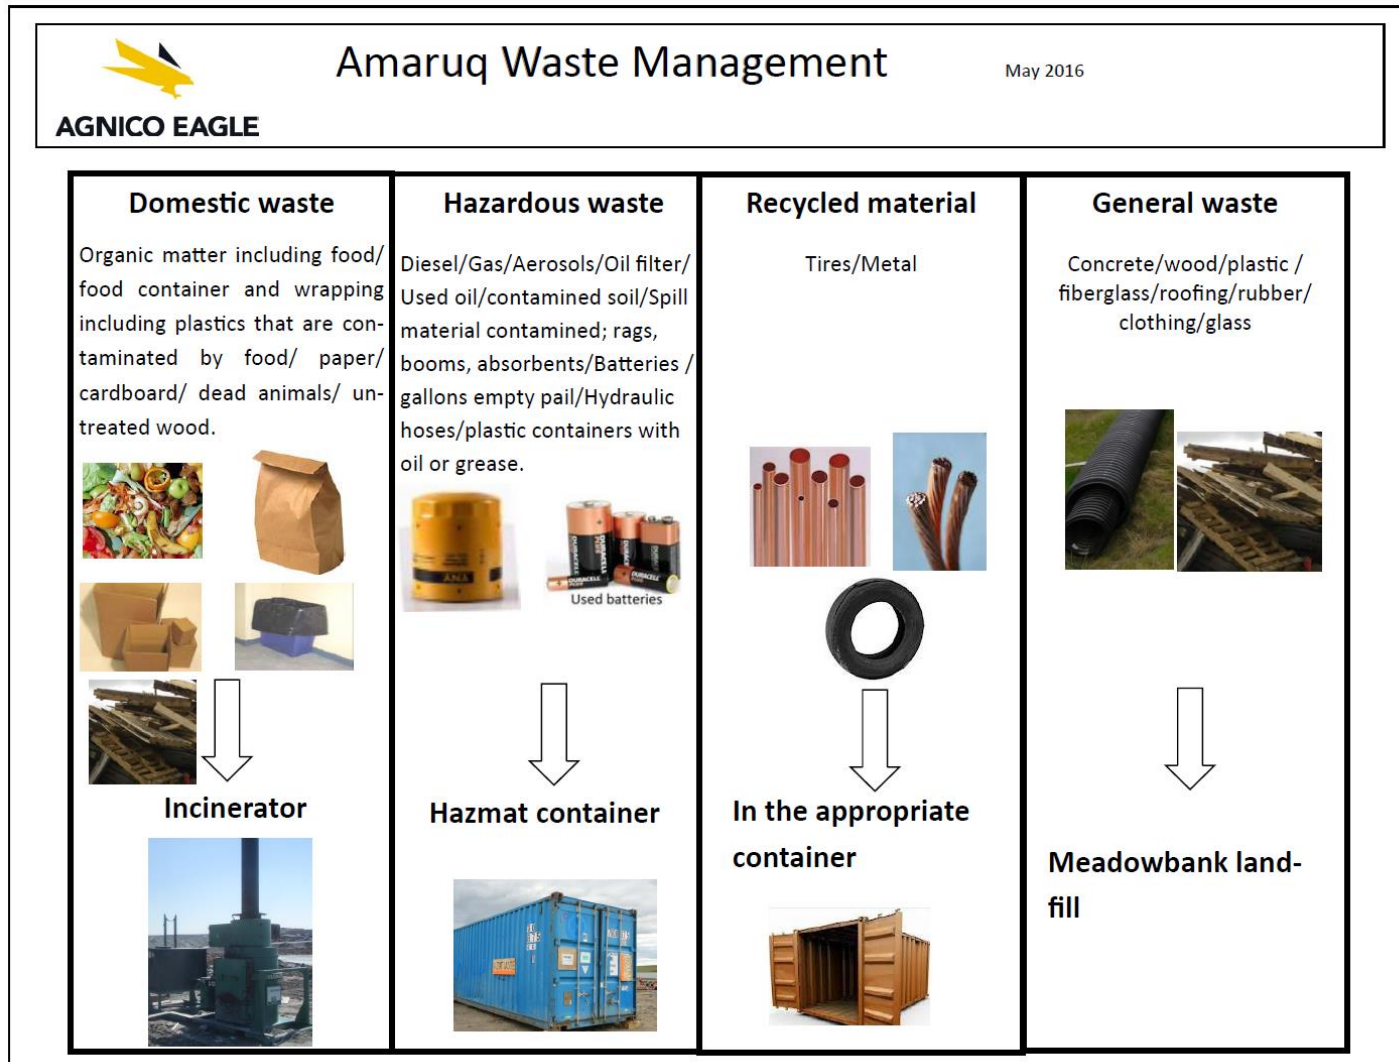 AGNICO EAGLE
Amaruq Waste Management
May 2016
Domestic waste
Organic matter including food/
food container and wrapping
including plastics that are con-
taminated by food/ paper/
cardboard/ dead animals/ un-
treated wood.
Incinerator
Hazardous waste
Diesel/Gas/Aerosols/Oil filter/
Used oil/contaminated soil/Spill
material contamined; rags,
booms, absorbents/Batteries /
gallons empty pail/Hydraulic
hoses/plastic containers with
oil or grease.
DURACELL
DURACELL
Used batteries
Hazmat container
Recycled material
Tires/Metal
In the appropriate
container
General waste
Concrete/wood/plastic /
fiberglass/roofing/rubber/
clothing/glass
Meadowbank land-
fill